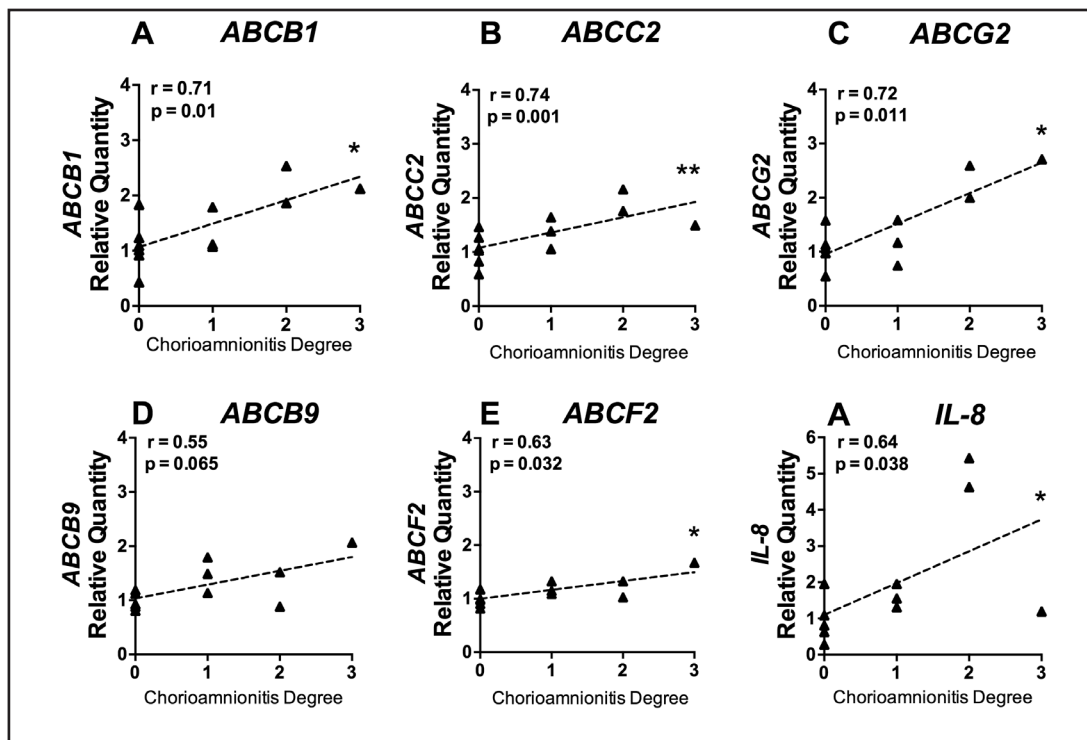 A ABCB1
r = 0.71
p = 0.01
ABCB1
Relative Quantity
4
3
2
1
0
*
0 1 2 3
Chorioamnionitis Degree
B ABCC2
r = 0.74
p = 0.001
ABCC2
Relative Quantity
4
3
2
1
0
**
0 1 2 3
Chorioamnionitis Degree
C ABCG2
r = 0.72
p = 0.011
ABCG2
Relative Quantity
4
3
2
1
0
*
0 1 2 3
Chorioamnionitis Degree
D ABCB9
r = 0.55
p = 0.065
ABCB9
Relative Quantity
4
3
2
1
0
0 1 2 3
Chorioamnionitis Degree
E ABCF2
r = 0.63
p = 0.032
ABCF2
Relative Quantity
4
3
2
1
0
*
0 1 2 3
Chorioamnionitis Degree
A IL-8
r = 0.64
p = 0.038
IL-8
Relative Quantity
6
5
4
3
2
1
0
*
0 1 2 3
Chorioamnionitis Degree